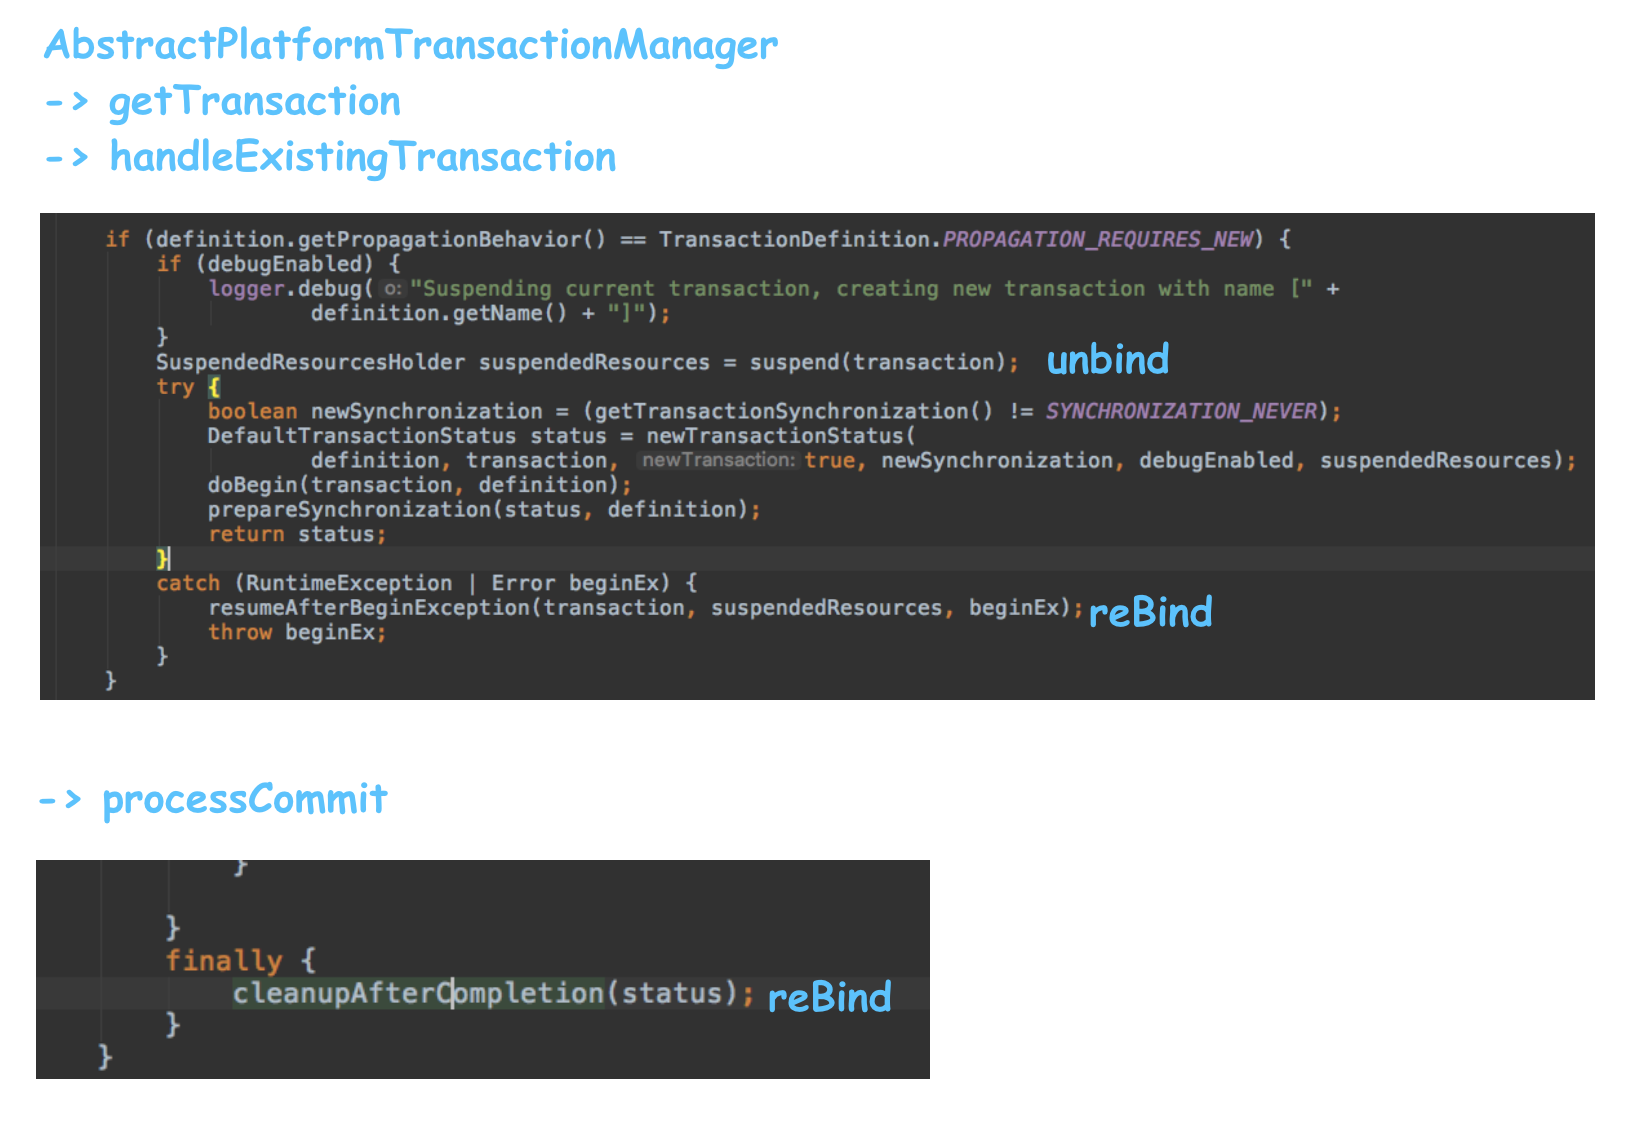 AbstractPlatformTransactionManager
-> getTransaction
-> handleExistingTransaction
if (definition.getPropagationBehavior() == TransactionDefinition.PROPAGATION_REQUIRES_NEW) {
if (debugEnabled) {
logger.debug( o: "Suspending current transaction, creating new transaction with name [" +
definition.getName() + "]");
}
SuspendedResourcesHolder suspendedResources = suspend(transaction); unbind
try {
boolean newSynchronization = (getTransactionSynchronization() != SYNCHRONIZATION_NEVER);
DefaultTransactionStatus status = newTransactionStatus(
definition, transaction, newTransaction: true, newSynchronization, debugEnabled, suspendedResources);
doBegin(transaction, definition);
prepareSynchronization(status, definition);
return status;
}
catch (RuntimeException | Error beginEx) {
resumeAfterBeginException(transaction, suspendedResources, beginEx); reBind
throw beginEx;
}
}
-> processCommit
}
}
finally {
cleanupAfterCompletion(status); reBind
}
}